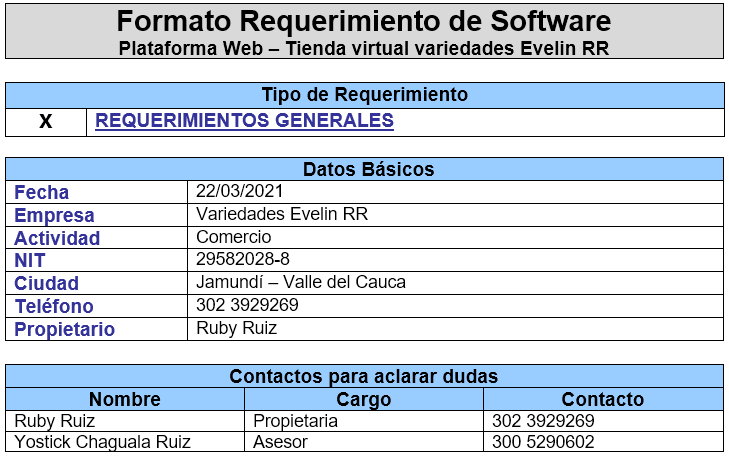 Formato Requerimiento de Software
Plataforma Web – Tienda virtual variedades Evelin RR
Tipo de Requerimiento
X REQUERIMIENTOS GENERALES
Datos Básicos
Fecha 22/03/2021
Empresa Variedades Evelin RR
Actividad Comercio
NIT 29582028-8
Ciudad Jamundí – Valle del Cauca
Teléfono 302 3929269
Propietario Ruby Ruiz
Contactos para aclarar dudas
Nombre Cargo Contacto
Ruby Ruiz Propietaria 302 3929269
Yostick Chaguala Ruiz Asesor 300 5290602